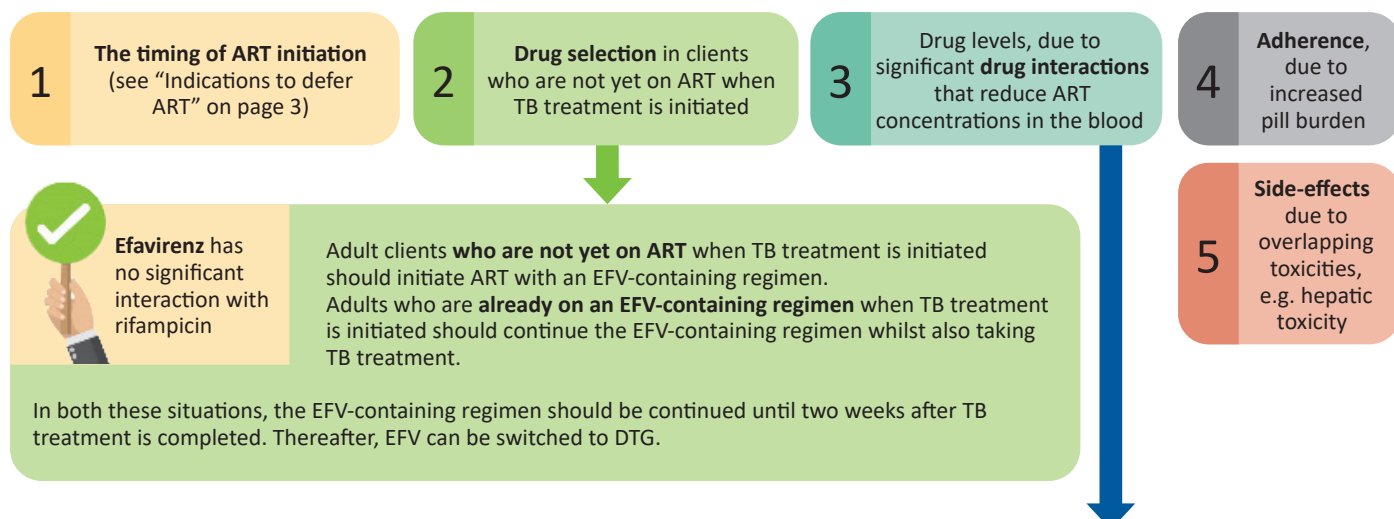 1
The timing of ART initiation
(see “Indications to defer
ART” on page 3)
2
Drug selection in clients
who are not yet on ART when
TB treatment is initiated
3
Drug levels, due to
significant drug interactions
that reduce ART
concentrations in the blood
4
Adherence,
due to
increased
pill burden
5
Side-effects
due to
overlapping
toxicities,
e.g. hepatic
toxicity
Efavirenz has
no significant
interaction with
rifampicin
Adult clients who are not yet on ART when TB treatment is initiated
should initiate ART with an EFV-containing regimen.
Adults who are already on an EFV-containing regimen when TB treatment
is initiated should continue the EFV-containing regimen whilst also taking
TB treatment.
In both these situations, the EFV-containing regimen should be continued until two weeks after TB
treatment is completed. Thereafter, EFV can be switched to DTG.